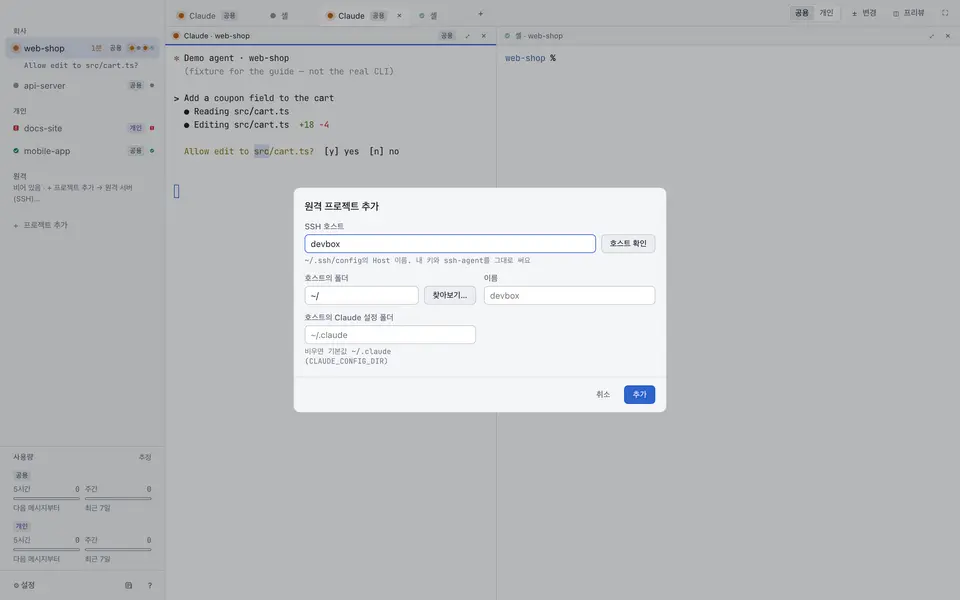 Claude 공용
셸
Claude 공용 ×
셸
+
공용 개인
변경
프리뷰
회사
web-shop 1분 공용
Allow edit to src/cart.ts?
api-server 공용
개인
docs-site 개인
mobile-app 공용
원격
비어 있음 · + 프로젝트 추가 → 원격 서버
(SSH)…
+ 프로젝트 추가
Claude · web-shop 공용
Demo agent · web-shop
(fixture for the guide — not the real CLI)
> Add a coupon field to the cart
● Reading src/cart.ts
● Editing src/cart.ts +18 -4
Allow edit to src/cart.ts? [y] yes [n] no
셸 · web-shop
web-shop %
원격 프로젝트 추가
SSH 호스트
devbox
호스트 확인
~/.ssh/config의 Host 이름. 내 키와 ssh-agent를 그대로 써요
호스트의 폴더
이름
~/
찾아보기...
devbox
호스트의 Claude 설정 폴더
~/.claude
비우면 기본값 ~/.claude
(CLAUDE_CONFIG_DIR)
취소
추가
사용량 추정
공용
5시간 0 주간 0
다음 메시지부터 최근 7일
개인
5시간 0 주간 0
다음 메시지부터 최근 7일
설정
?